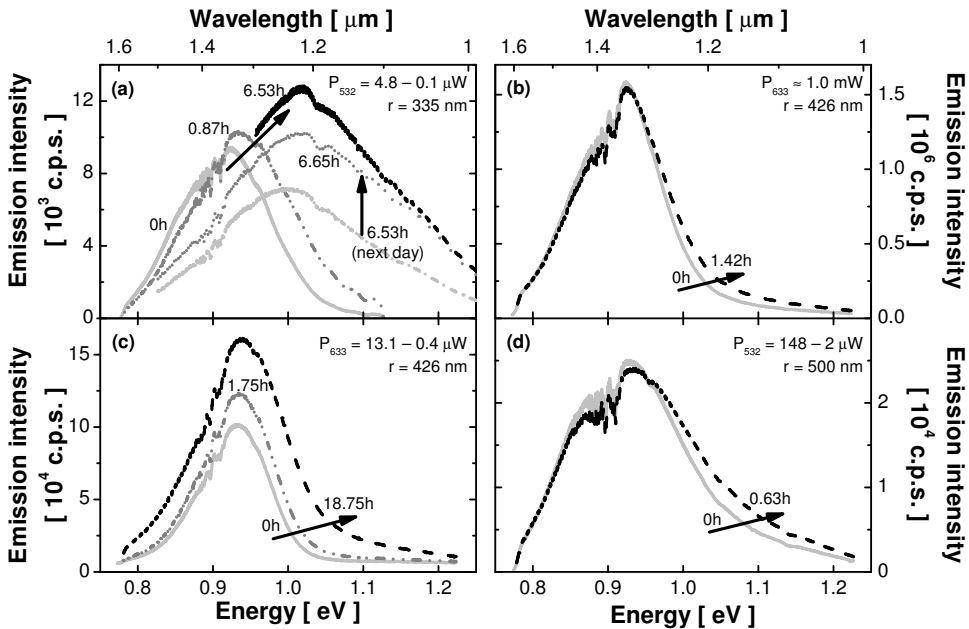 Wavelength [ μm ]
Wavelength [ μm ]
1.6 1.4 1.2 1
1.6 1.4 1.2 1
Emission intensity
[ 10³ c.p.s. ]
12
8
4
0
(a)
P₅₃₂ = 4.8 – 0.1 μW
r = 335 nm
6.53h
0.87h
6.65h
0h
6.53h
(next day)
(b)
P₆₃₃ ≈ 1.0 mW
r = 426 nm
1.42h
0h
1.5
1.0
0.5
0.0
Emission intensity
[ 10⁶ c.p.s. ]
Emission intensity
[ 10⁴ c.p.s. ]
15
10
5
0
(c)
P₆₃₃ = 13.1 – 0.4 μW
r = 426 nm
1.75h
18.75h
0h
(d)
P₅₃₂ = 148 – 2 μW
r = 500 nm
0.63h
0h
2
1
0
Emission intensity
[ 10⁴ c.p.s. ]
0.8 0.9 1.0 1.1 1.2
0.8 0.9 1.0 1.1 1.2
Energy [ eV ]
Energy [ eV ]